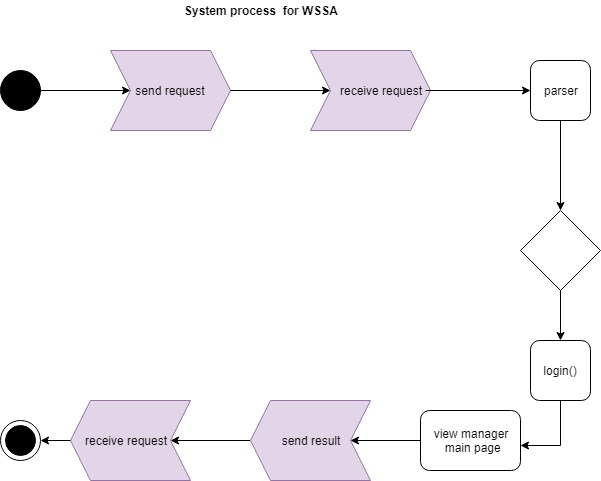 System process for WSSA
send request
receive request
parser
login()
view manager
main page
send result
receive request